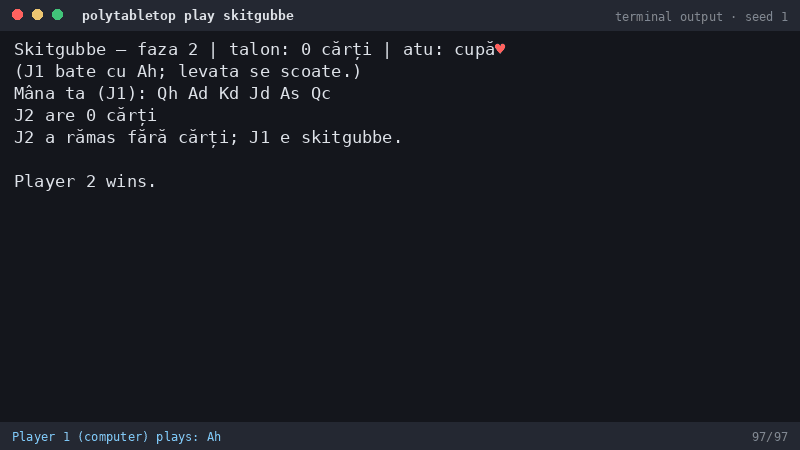 polytabletop play skitgubbe
terminal output · seed 1
Skitgubbe — faza 2 | talon: 0 cărți | atu: cupă♥
(J1 bate cu Ah; levata se scoate.)
Mâna ta (J1): Qh Ad Kd Jd As Qc
J2 are 0 cărți
J2 a rămas fără cărți; J1 e skitgubbe.
Player 2 wins.
Player 1 (computer) plays: Ah
97/97